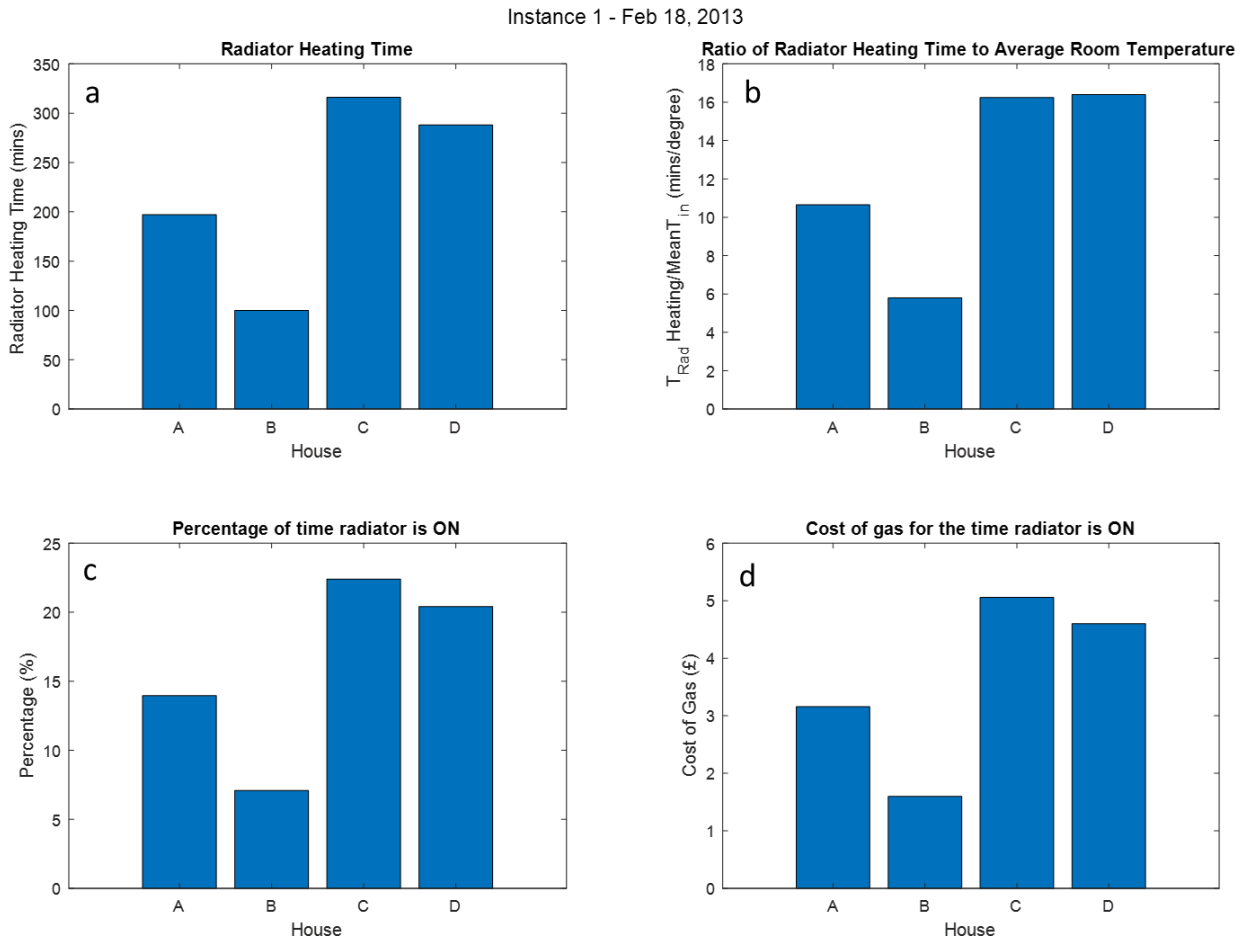 Instance 1 - Feb 18, 2013
Radiator Heating Time
a
350
300
250
200
150
100
50
0
Radiator Heating Time (mins)
A B C D
House
Ratio of Radiator Heating Time to Average Room Temperature
b
18
16
14
12
10
8
6
4
2
0
T_Rad Heating/MeanT_in (mins/degree)
A B C D
House
Percentage of time radiator is ON
c
25
20
15
10
5
0
Percentage (%)
A B C D
House
Cost of gas for the time radiator is ON
d
6
5
4
3
2
1
0
Cost of Gas (£)
A B C D
House